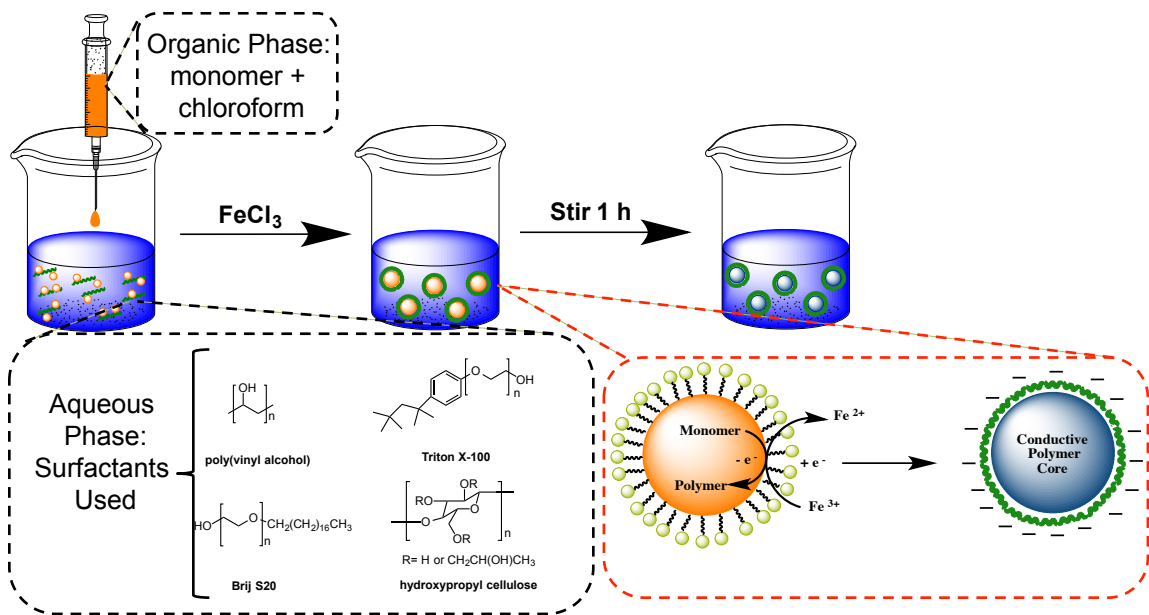 Organic Phase:
monomer +
chloroform
FeCl3
Stir 1 h
Aqueous
Phase:
Surfactants
Used
OH
n
poly(vinyl alcohol)
O
OH
n
Triton X-100
HO
O
n
CH2(CH2)16CH3
Brij S20
RO
RO
O
O
OR
n
R= H or CH2CH(OH)CH3
hydroxypropyl cellulose
Monomer
- e-
Polymer
+ e-
Fe 2+
Fe 3+
Conductive
Polymer
Core